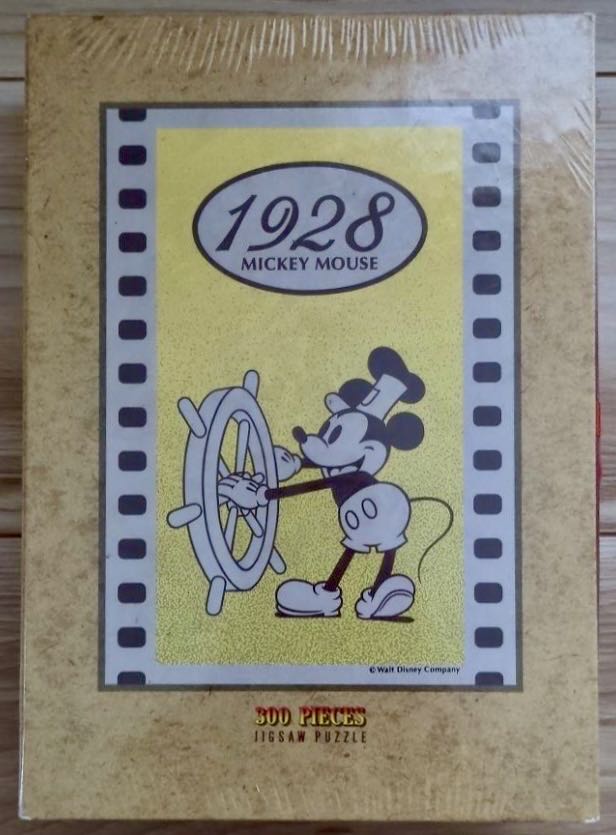 1928
MICKEY MOUSE
© Walt Disney Company
300 PIECES
JIGSAW PUZZLE